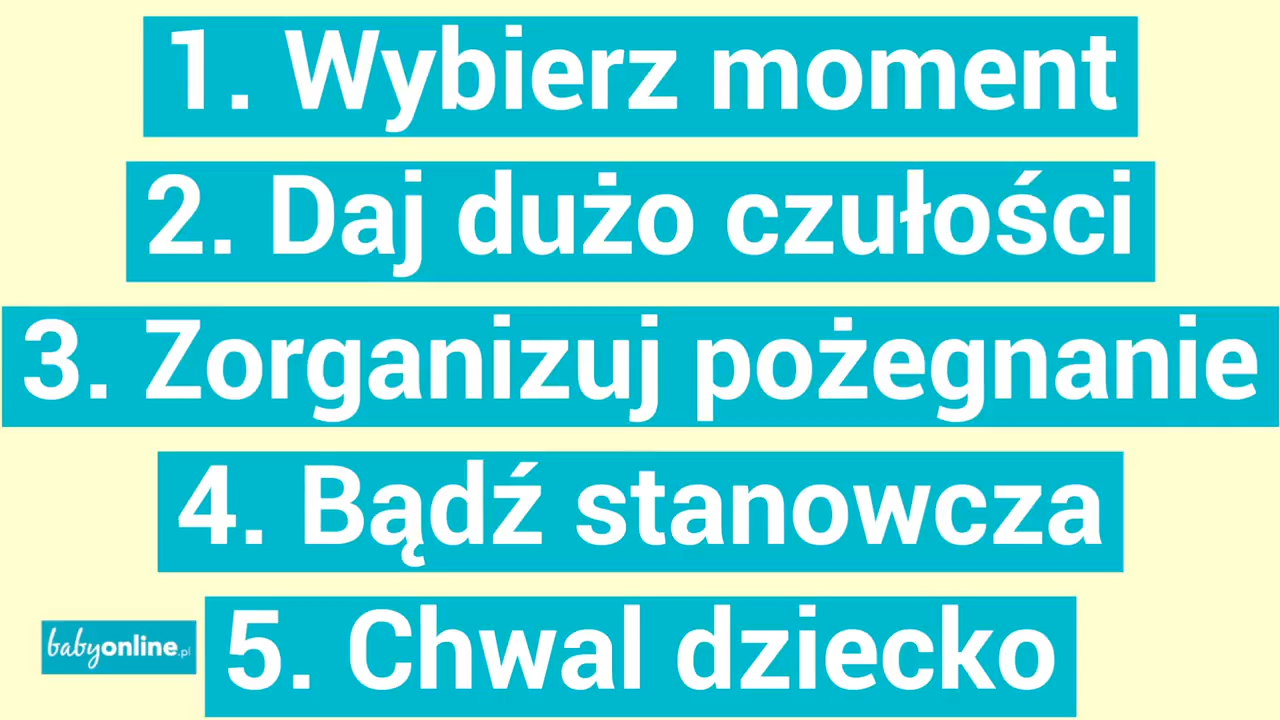 1. Wybierz moment
2. Daj dużo czułości
3. Zorganizuj pożegnanie
4. Bądź stanowcza
babyonline.pl
5. Chwal dziecko